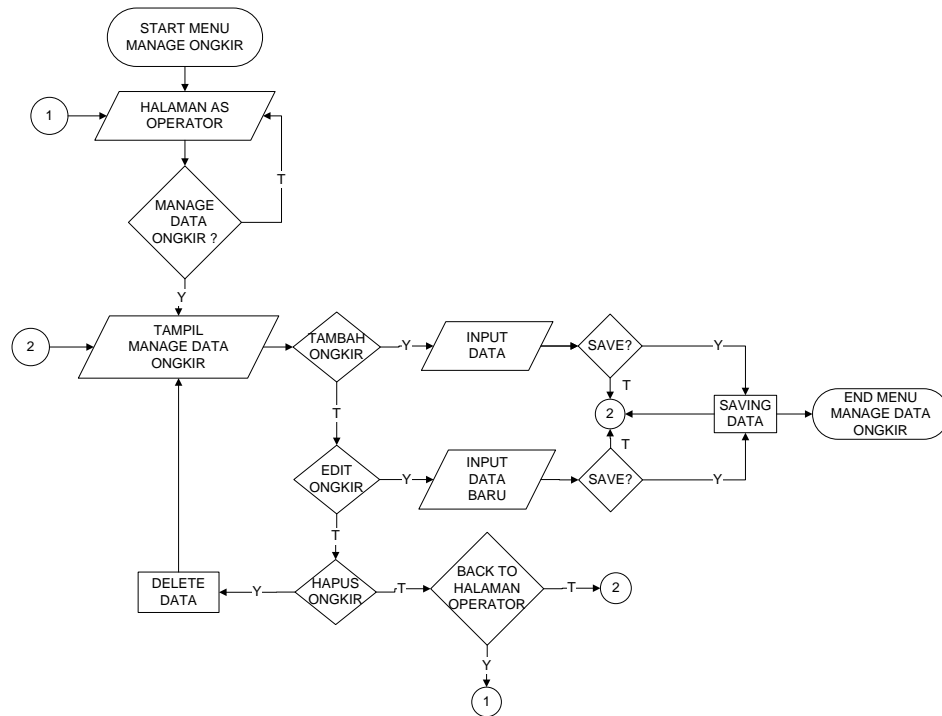 START MENU
MANAGE ONGKIR
1
HALAMAN AS
OPERATOR
T
MANAGE
DATA
ONGKIR ?
Y
2
TAMPIL
MANAGE DATA
ONGKIR
TAMBAH
ONGKIR
Y
INPUT
DATA
SAVE?
Y
T
T
2
SAVING
DATA
END MENU
MANAGE DATA
ONGKIR
T
EDIT
ONGKIR
Y
INPUT
DATA
BARU
SAVE?
Y
T
DELETE
DATA
Y
HAPUS
ONGKIR
T
BACK TO
HALAMAN
OPERATOR
T
2
Y
1